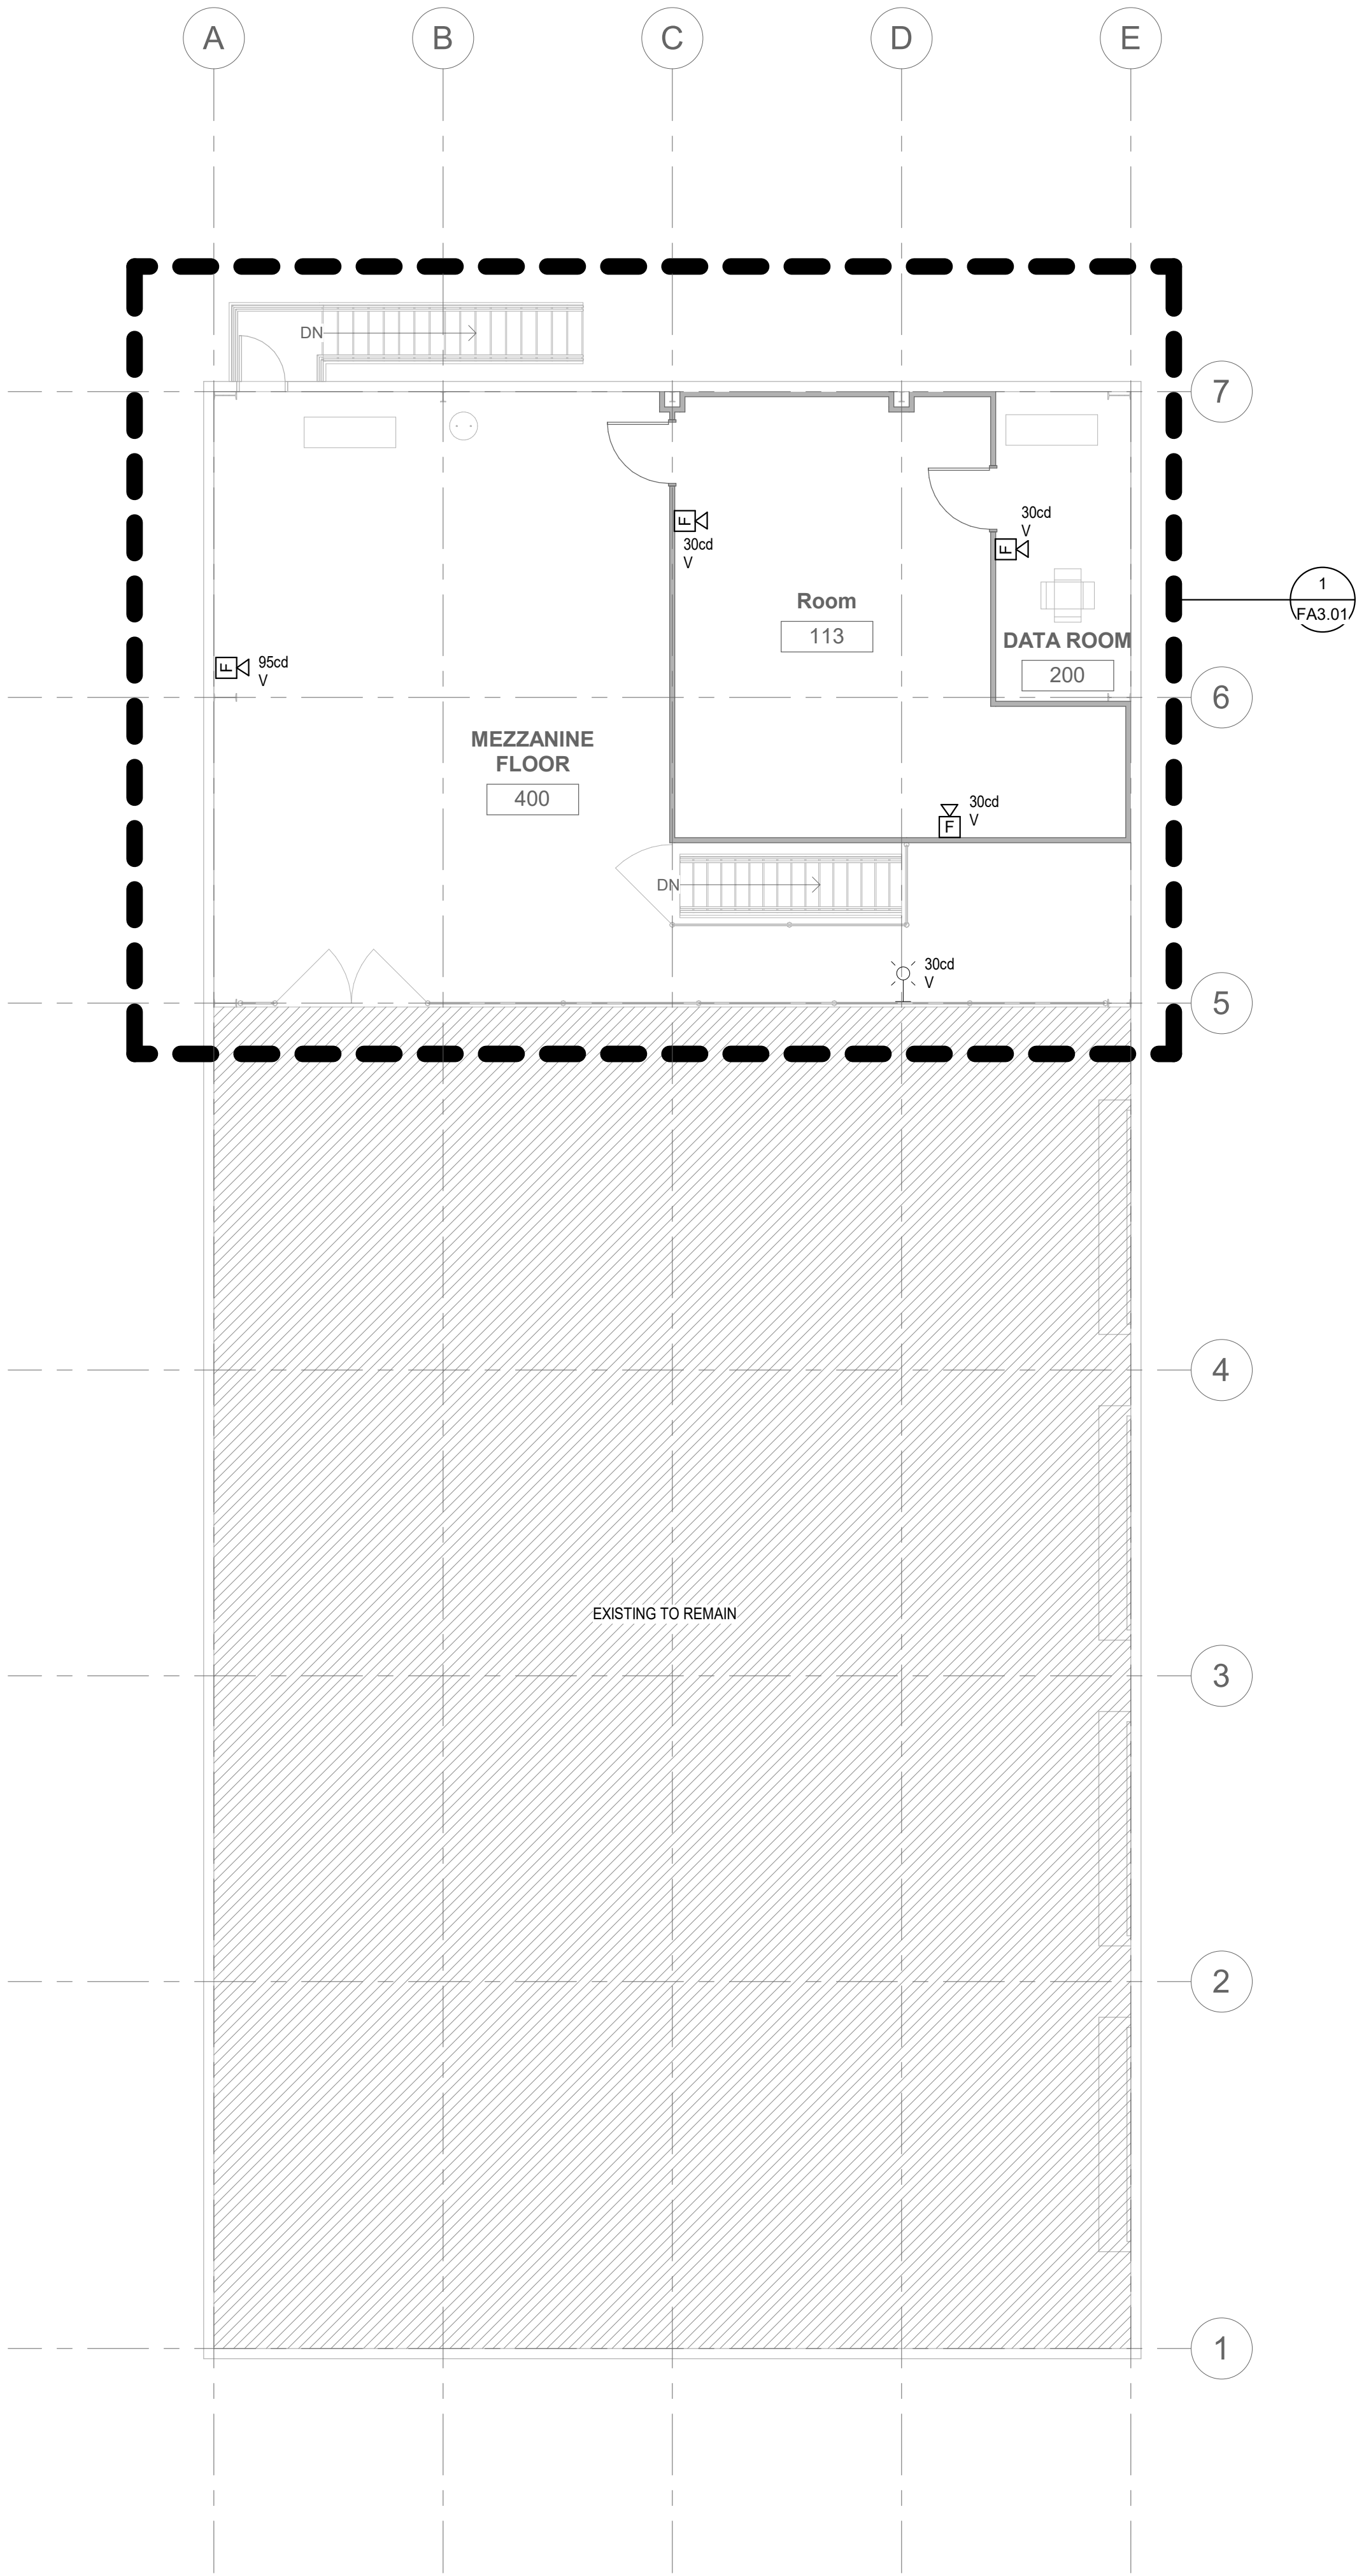 A B C D E
DN
7
F
30cd
V
30cd
V
F
Room
113
1
FA3.01
DATA ROOM
200
F
95cd
V
6
MEZZANINE
FLOOR
400
30cd
V
F
DN
30cd
V
5
4
EXISTING TO REMAIN
3
2
1